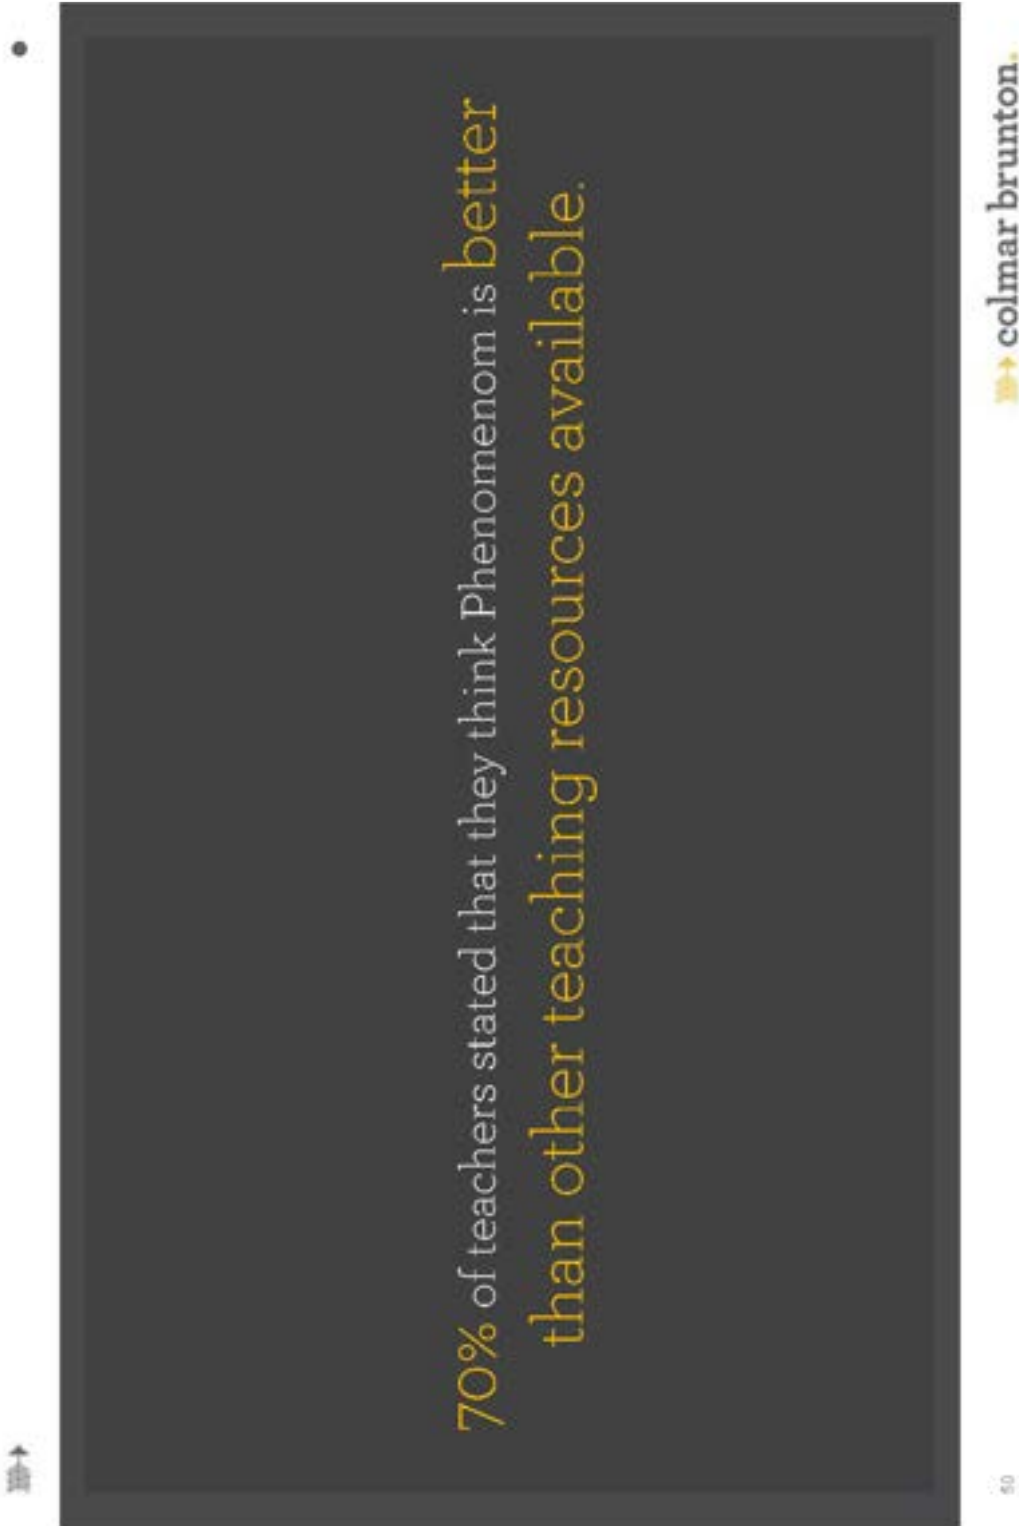 70% of teachers stated that they think Phenomenom is better
than other teaching resources available.
50
colmar brunton.